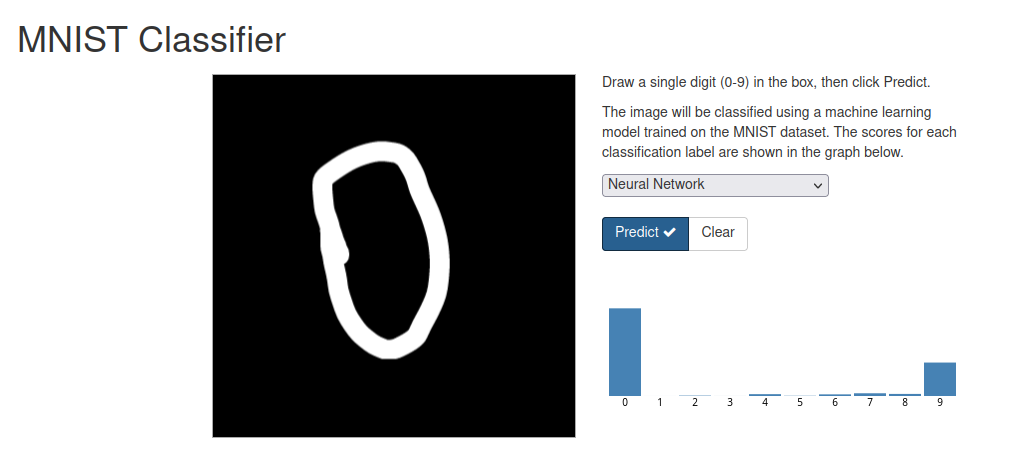 MNIST Classifier
Draw a single digit (0-9) in the box, then click Predict.
The image will be classified using a machine learning
model trained on the MNIST dataset. The scores for each
classification label are shown in the graph below.
Neural Network
Predict Clear
0
0 1 2 3 4 5 6 7 8 9